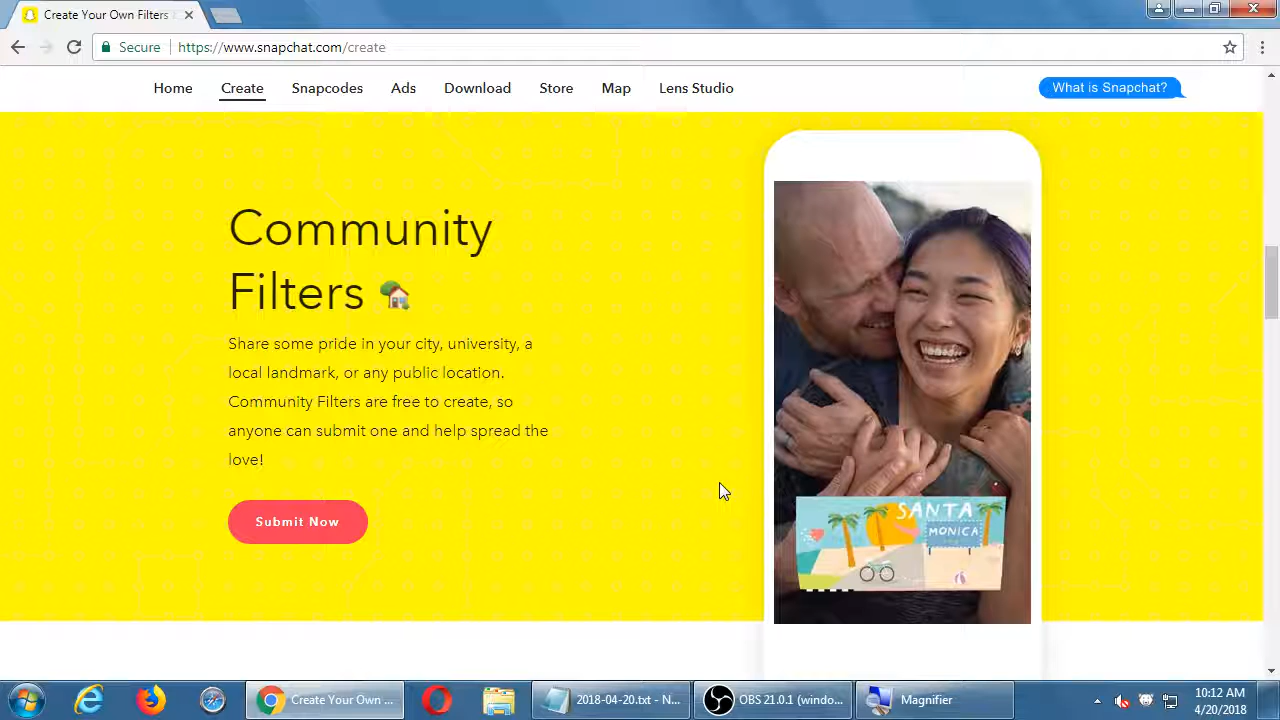 Create Your Own Filters
Secure
https://www.snapchat.com/create
Home
Create
Snapcodes
Ads
Download
Store
Map
Lens Studio
What is Snapchat?
Community
Filters
Share some pride in your city, university, a
local landmark, or any public location.
Community Filters are free to create, so
anyone can submit one and help spread the
love!
Submit Now
SANTA
MONICA
Create Your Own ...
2018-04-20.txt - N...
OBS 21.0.1 (windo...
Magnifier
10:12 AM
4/20/2018